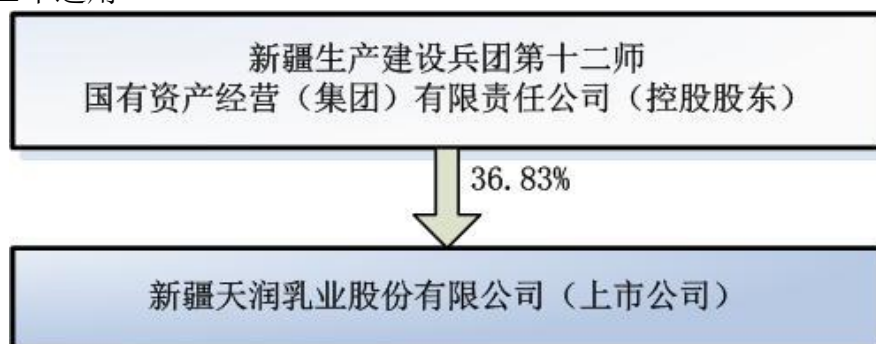 新疆生产建设兵团第十二师
国有资产经营（集团）有限责任公司（控股股东）
36.83%
新疆天润乳业股份有限公司（上市公司）